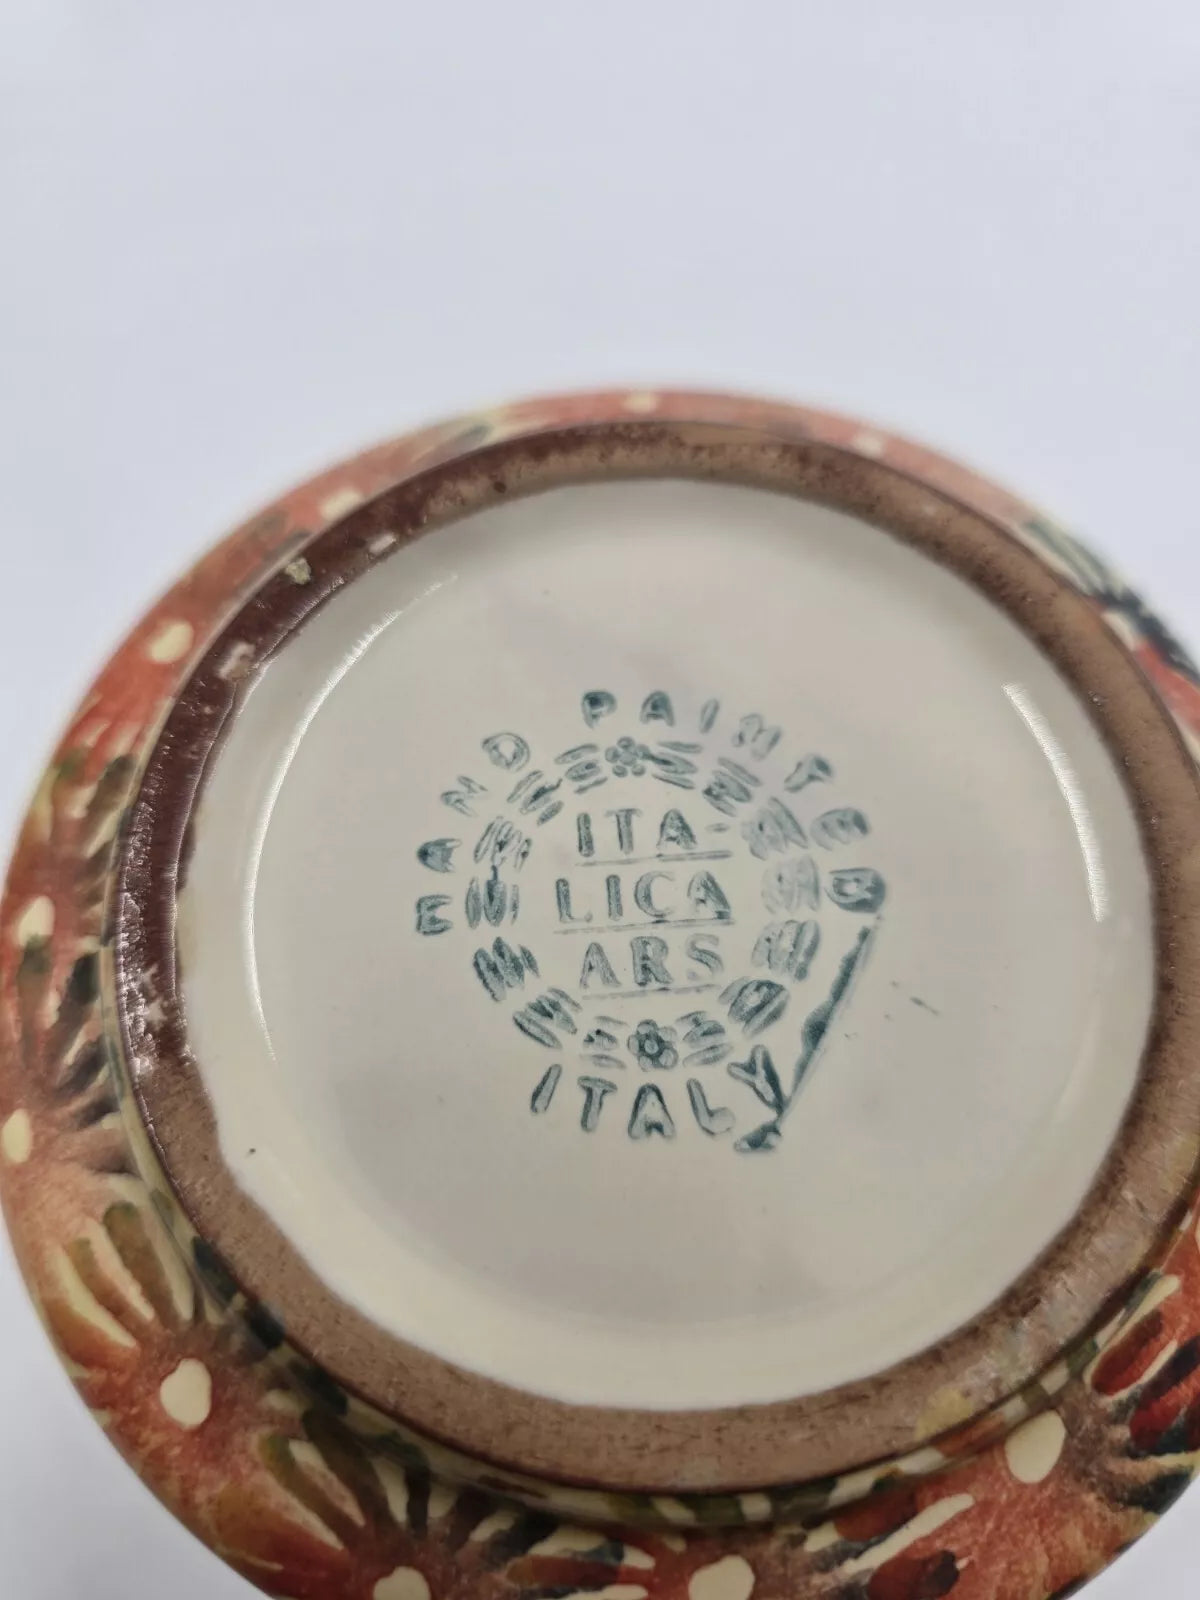 HAND PAINTED
ITA-
LICA
ARS
ITALY